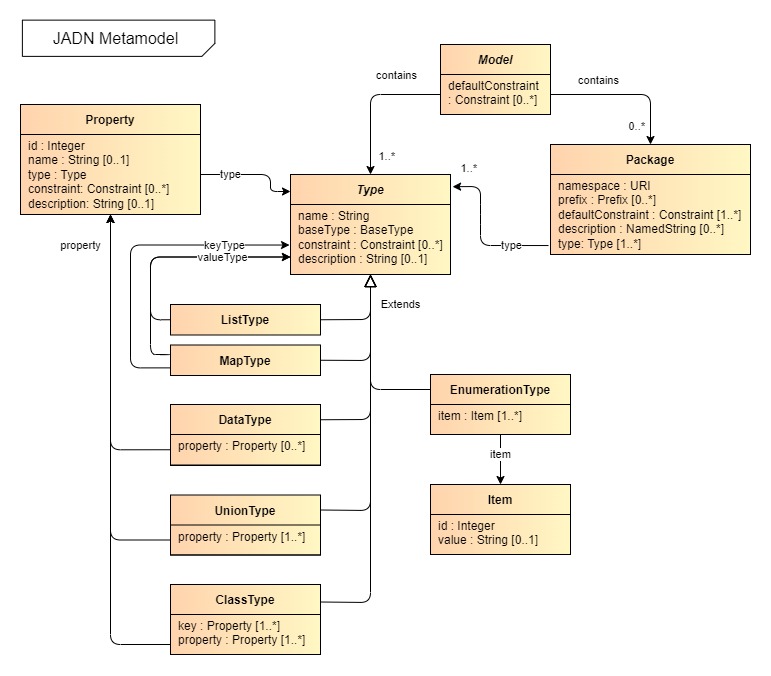 JADN Metamodel
Model
defaultConstraint
: Constraint [0..*]
contains
contains
1..*
0..*
Property
id : Integer
name : String [0..1]
type : Type
constraint: Constraint [0..*]
description: String [0..1]
type
Type
name : String
baseType : BaseType
constraint : Constraint [0..*]
description : String [0..1]
1..*
type
Package
namespace : URI
prefix : Prefix [0..*]
defaultConstraint : Constraint [1..*]
description : NamedString [0..*]
type: Type [1..*]
property
keyType
valueType
Extends
ListType
MapType
DataType
property : Property [0..*]
EnumerationType
item : Item [1..*]
item
Item
id : Integer
value : String [0..1]
UnionType
property : Property [1..*]
ClassType
key : Property [1..*]
property : Property [1..*]